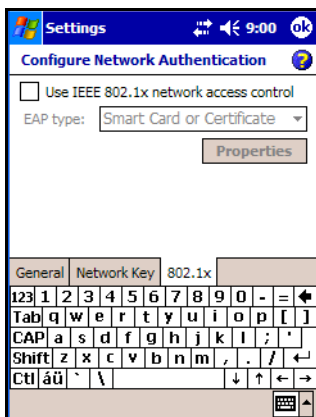 Settings 9:00 ok
Configure Network Authentication ?
Use IEEE 802.1x network access control
EAP type: Smart Card or Certificate
Properties
General Network Key 802.1x
123 1 2 3 4 5 6 7 8 9 0 - =
Tab q w e r t y u i o p [ ]
CAP a s d f g h j k l ; '
Shift z x c v b n m , . /
Ctl áü ` \